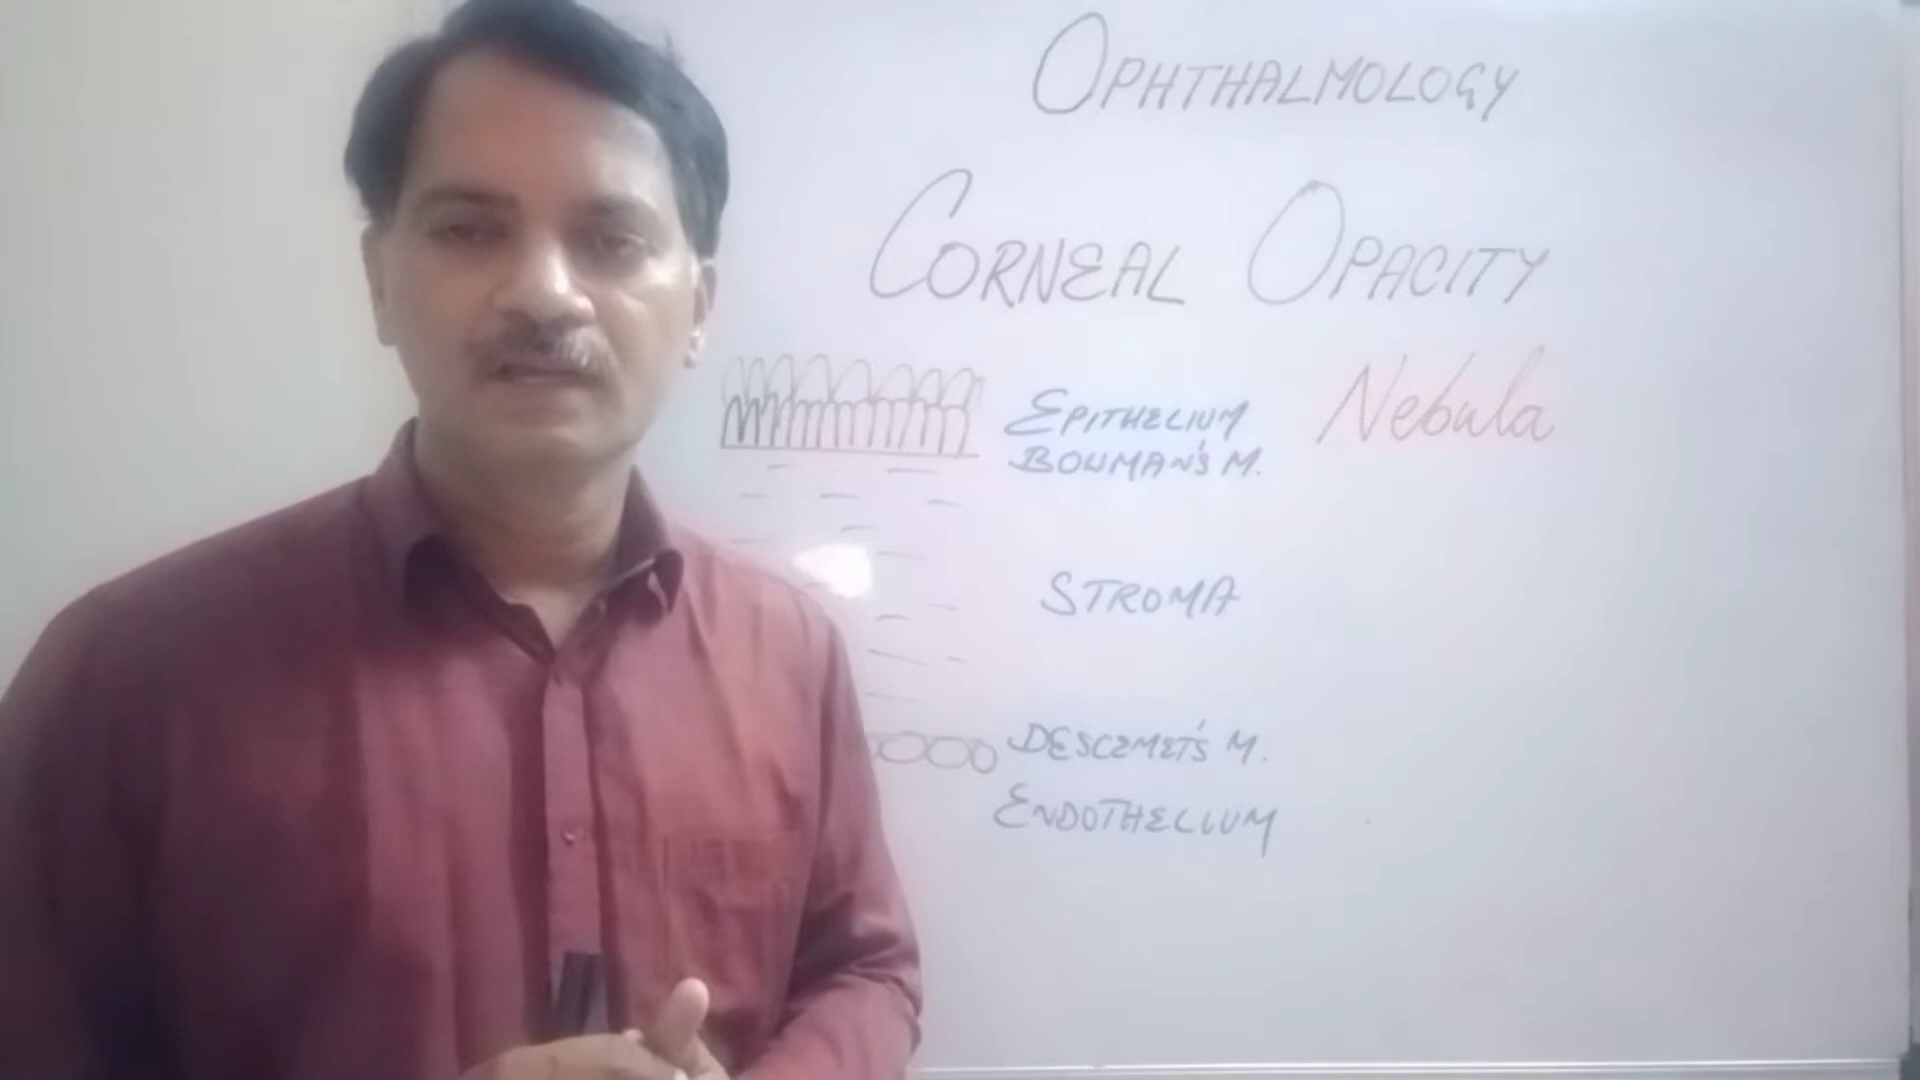 OPHTHALMOLOGY
CORNEAL OPACITY
EPITHELIUM Nebula
BOWMAN'S M.
STROMA
DESCEMET'S M.
ENDOTHELIUM